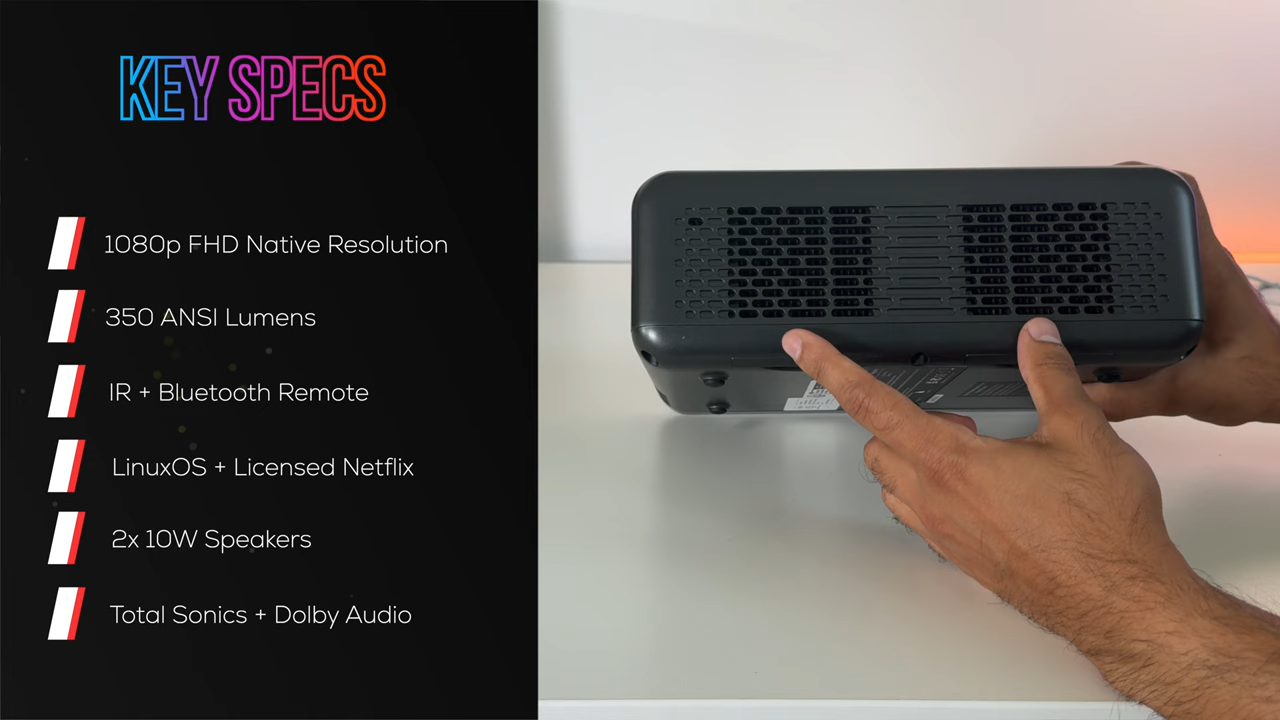 KEY SPECS
1080p FHD Native Resolution
350 ANSI Lumens
IR + Bluetooth Remote
LinuxOS + Licensed Netflix
2x 10W Speakers
Total Sonics + Dolby Audio